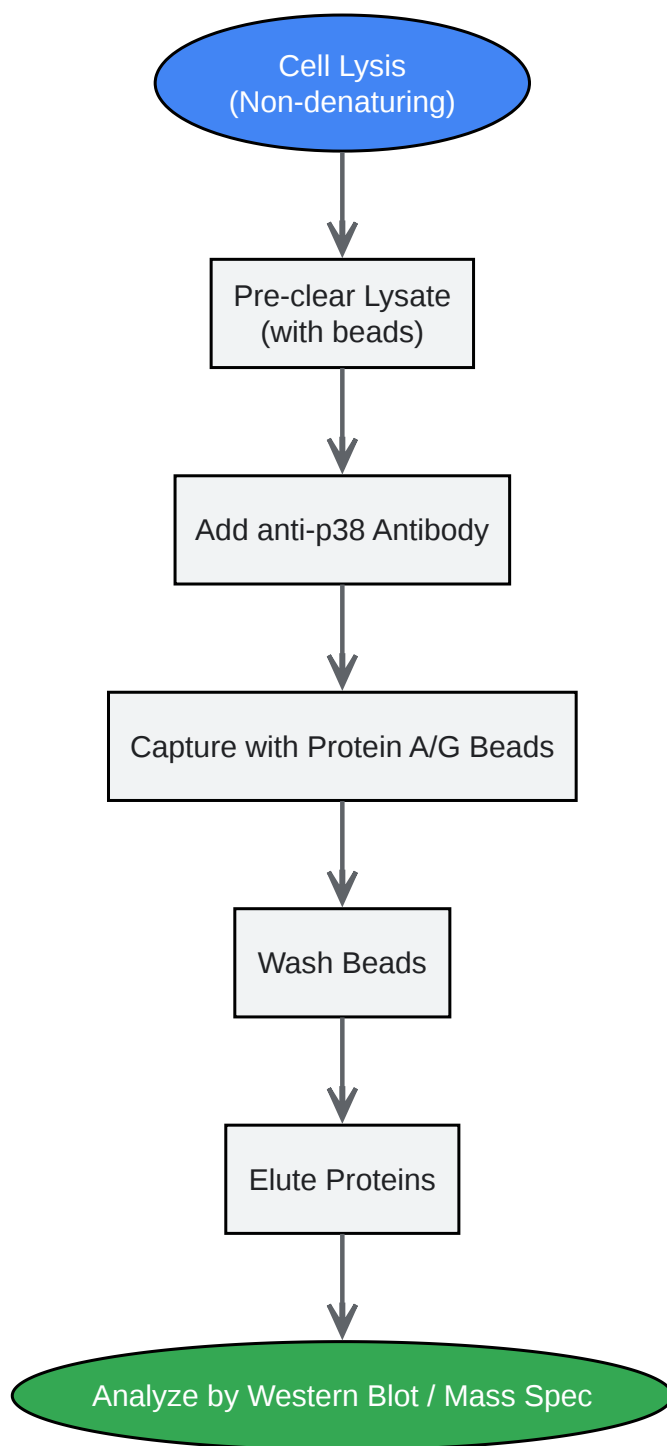 Cell Lysis
(Non-denaturing)
Pre-clear Lysate
(with beads)
Add anti-p38 Antibody
Capture with Protein A/G Beads
Wash Beads
Elute Proteins
Analyze by Western Blot / Mass Spec